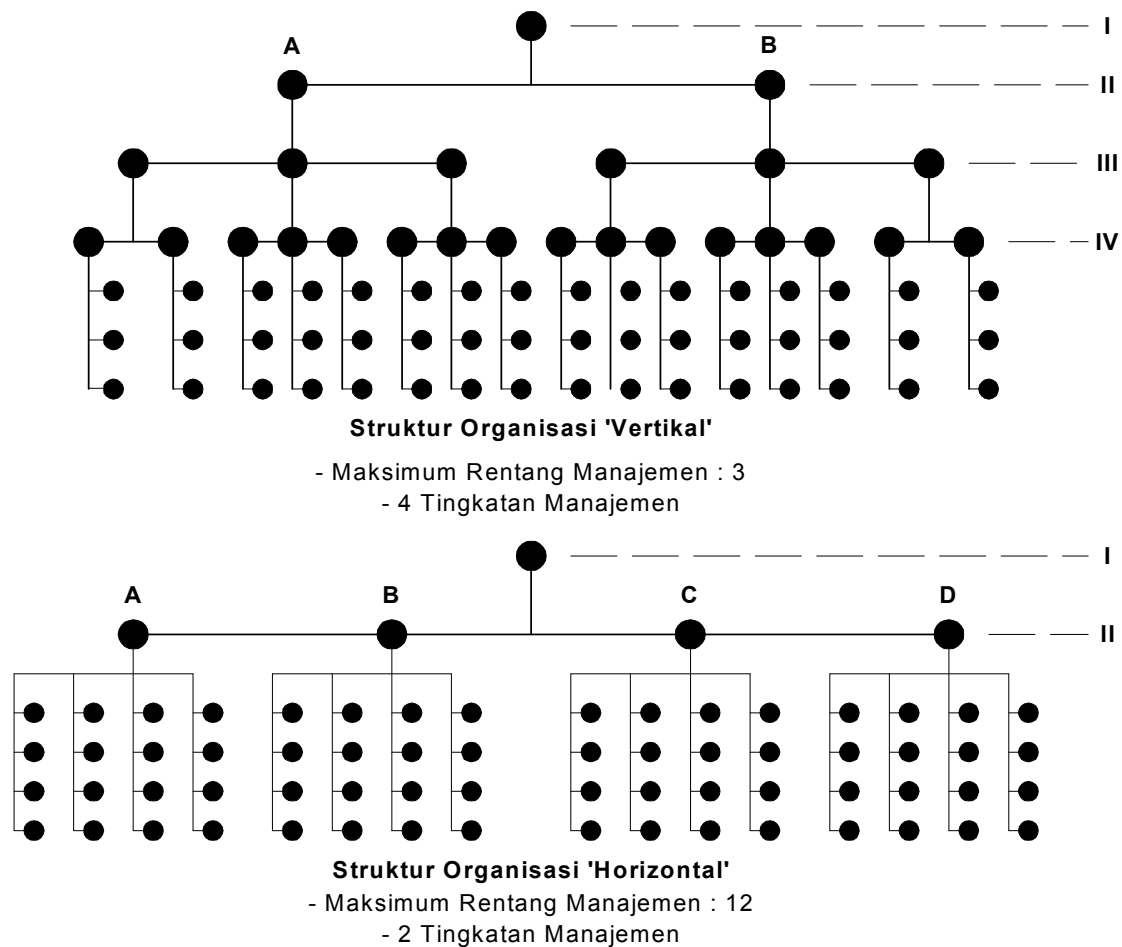 I
A B
II
III
IV
Struktur Organisasi 'Vertikal'
- Maksimum Rentang Manajemen : 3
- 4 Tingkatan Manajemen
I
A B C D
II
Struktur Organisasi 'Horizontal'
- Maksimum Rentang Manajemen : 12
- 2 Tingkatan Manajemen